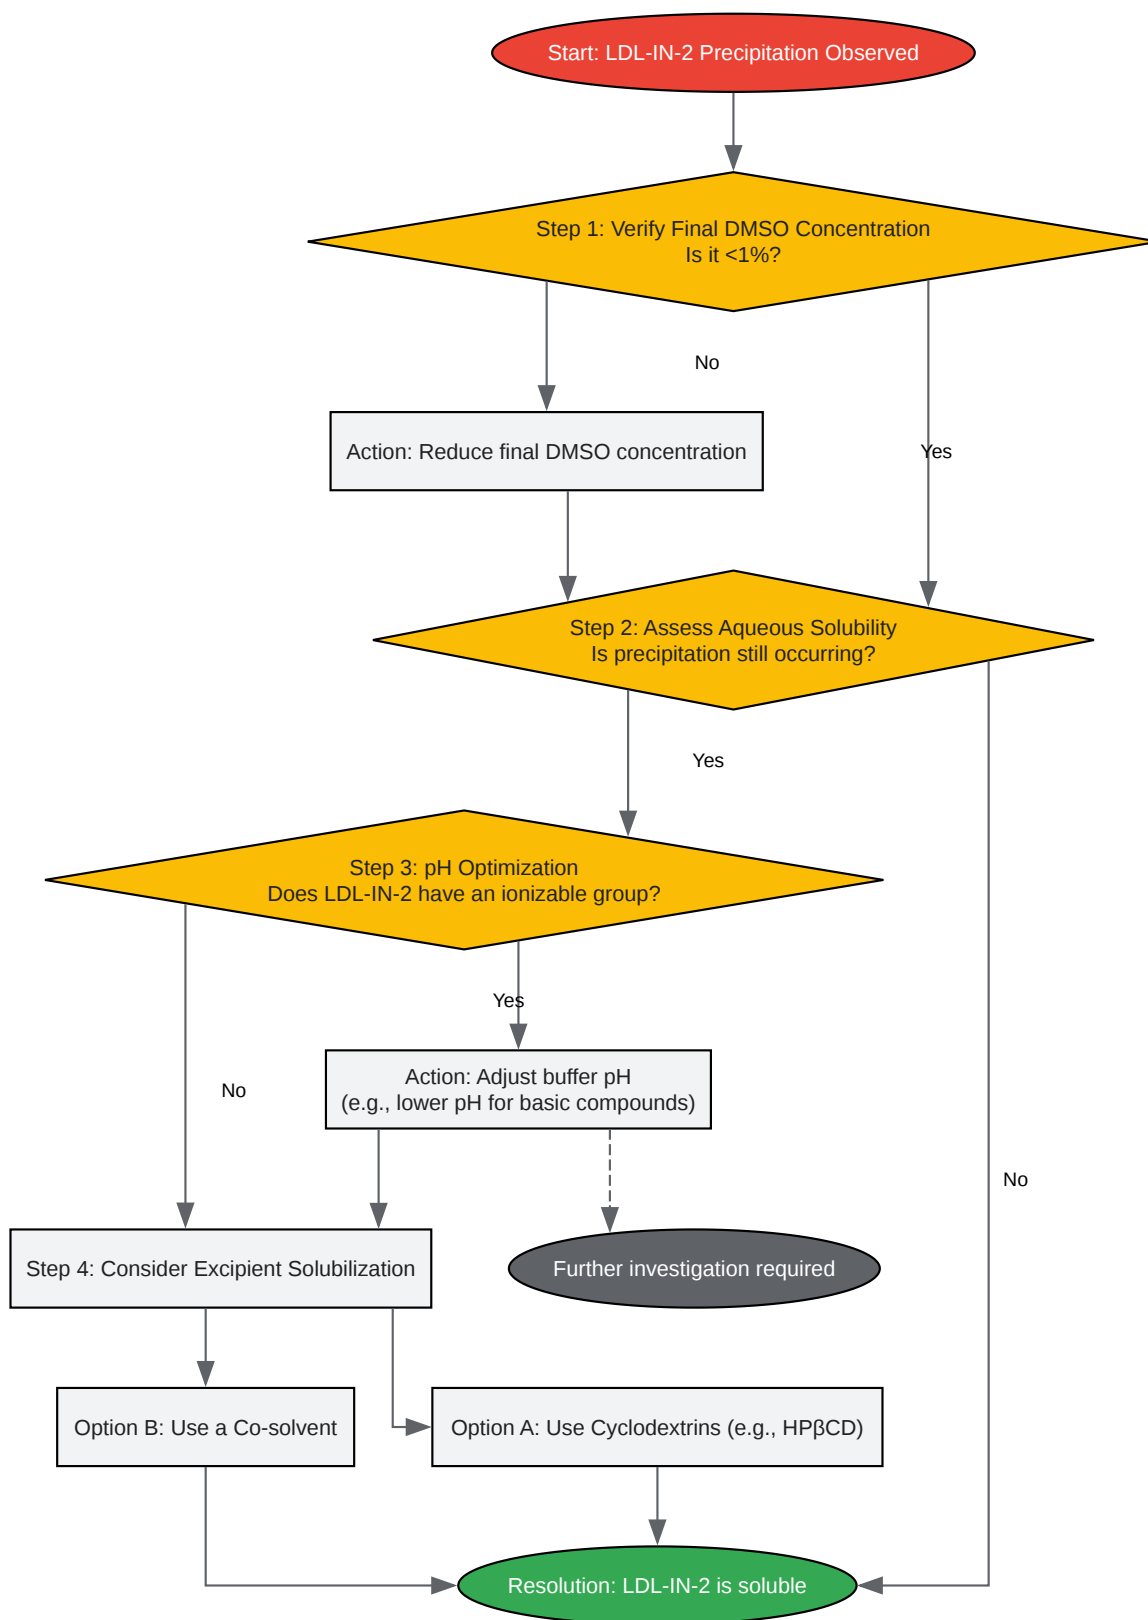 Start: LDL-IN-2 Precipitation Observed
Step 1: Verify Final DMSO Concentration
Is it <1%?
No
Action: Reduce final DMSO concentration
Yes
Step 2: Assess Aqueous Solubility
Is precipitation still occurring?
Yes
Step 3: pH Optimization
Does LDL-IN-2 have an ionizable group?
Yes
Action: Adjust buffer pH
(e.g., lower pH for basic compounds)
No
No
Step 4: Consider Excipient Solubilization
Further investigation required
Option B: Use a Co-solvent
Option A: Use Cyclodextrins (e.g., HPβCD)
Resolution: LDL-IN-2 is soluble